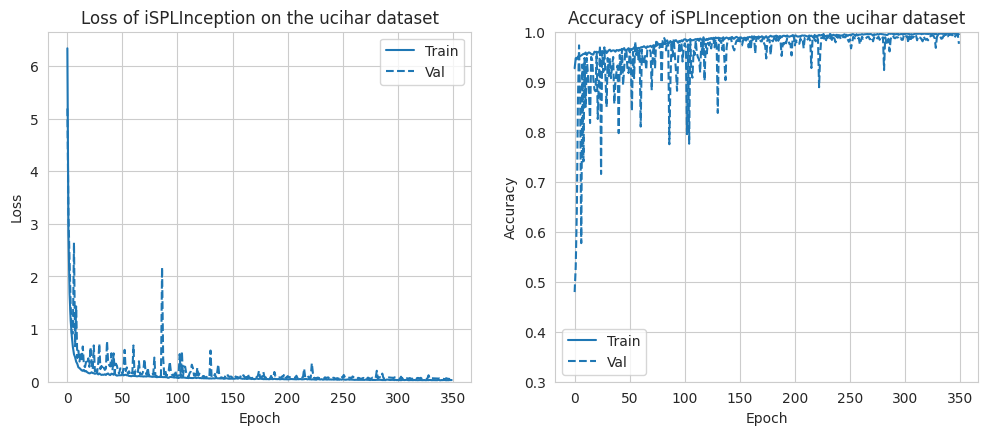 Loss of iSPLInception on the ucihar dataset
Train
Val
6
5
4
3
2
1
0
Loss
0 50 100 150 200 250 300 350
Epoch
Accuracy of iSPLInception on the ucihar dataset
1.0
0.9
0.8
0.7
0.6
0.5
0.4
0.3
Accuracy
Train
Val
0 50 100 150 200 250 300 350
Epoch